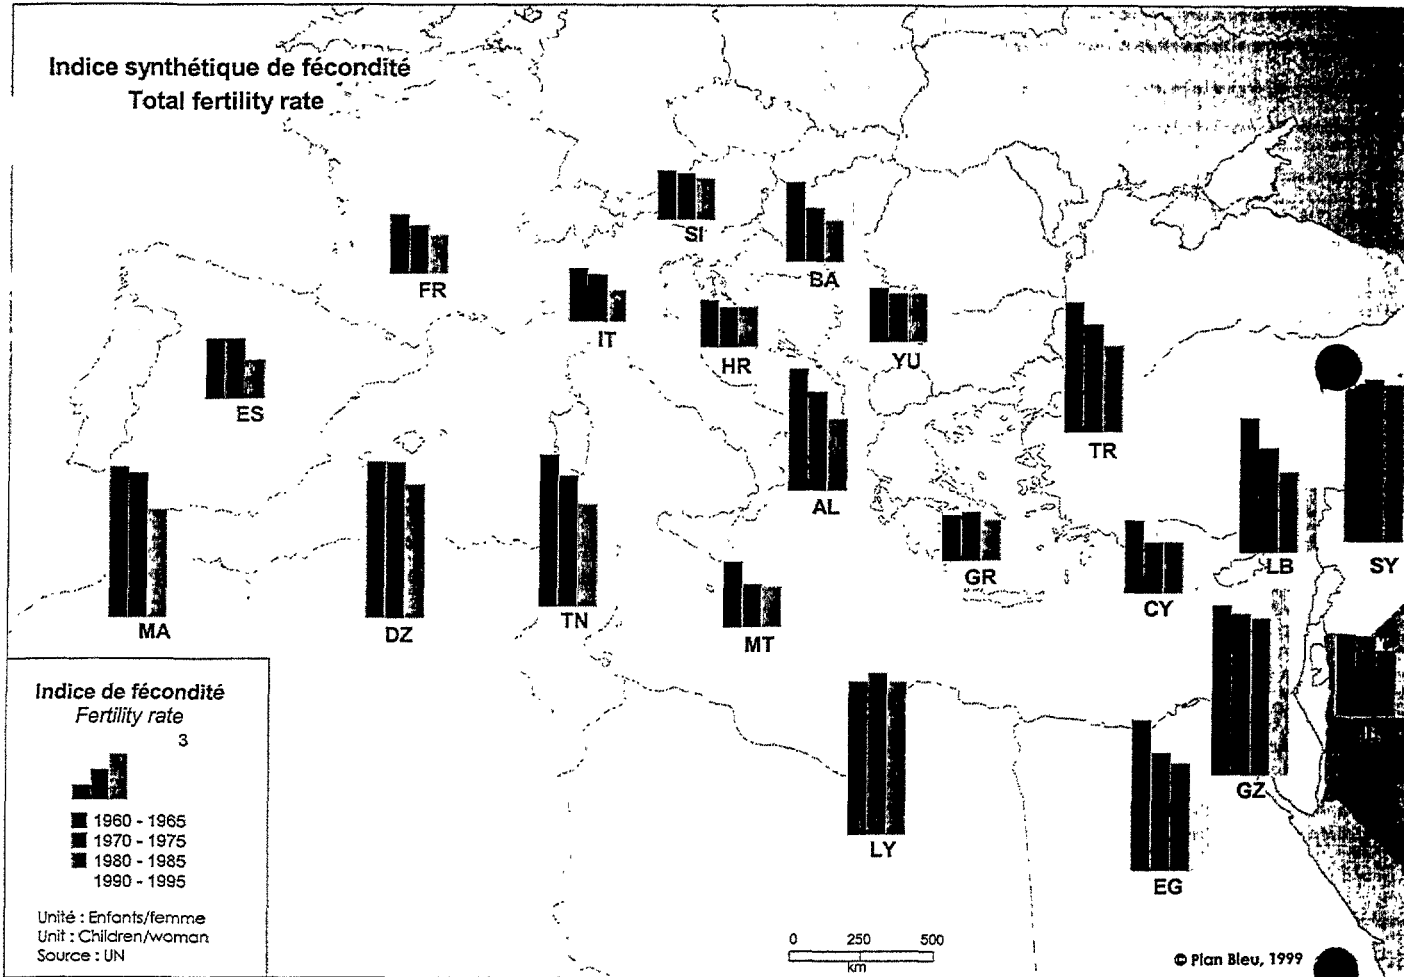 Indice synthétique de fécondité
Total fertility rate
SI
BA
FR
IT
HR
YU
ES
TR
AL
LB
SY
GR
CY
MA
DZ
TN
MT
GZ
LY
EG
Indice de fécondité
Fertility rate
3
1960 - 1965
1970 - 1975
1980 - 1985
1990 - 1995
Unité : Enfants/femme
Unit : Children/woman
Source : UN
0 250 500
km
© Plan Bleu, 1999